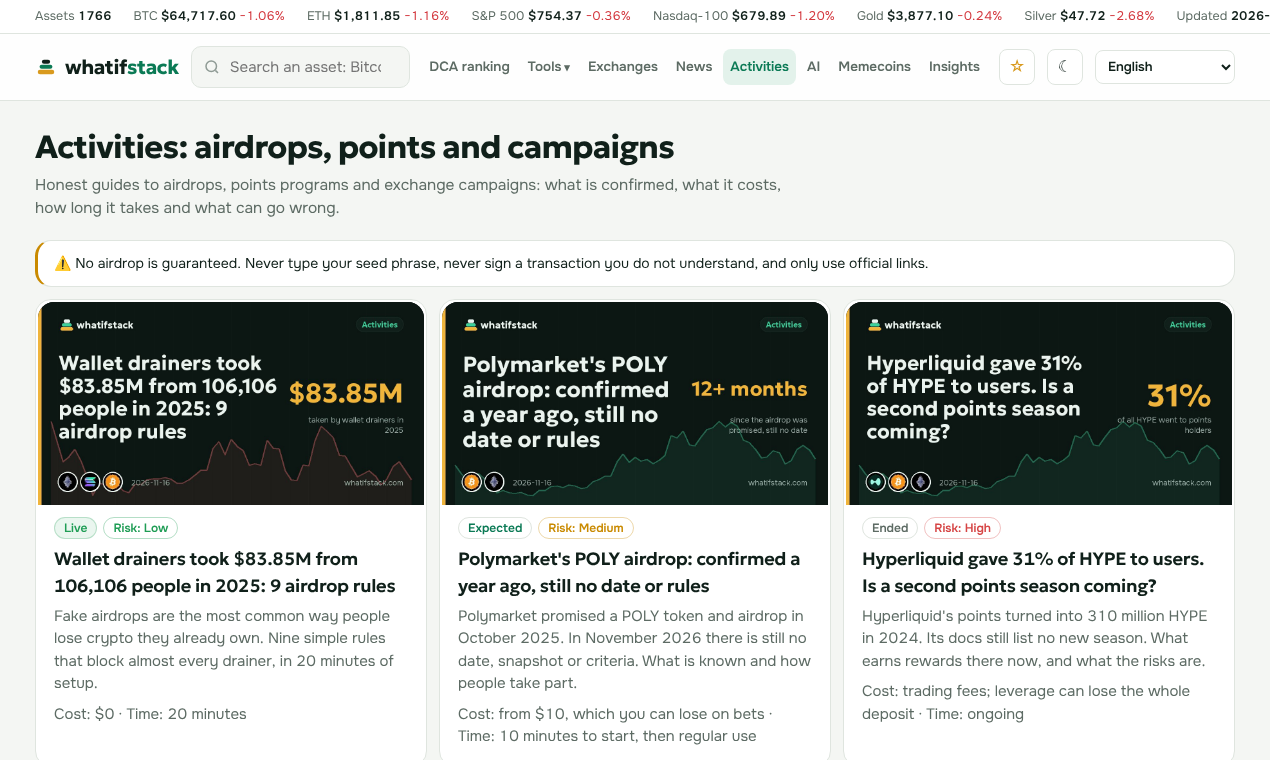 Assets 1766 BTC $64,717.60 -1.06% ETH $1,811.85 -1.16% S&P 500 $754.37 -0.36% Nasdaq-100 $679.89 -1.20% Gold $3,877.10 -0.24% Silver $47.72 -2.68% Updated 2026-
whatifstack Search an asset: Bitc DCA ranking Tools ▾ Exchanges News Activities AI Memecoins Insights ☆ ☾ English
Activities: airdrops, points and campaigns
Honest guides to airdrops, points programs and exchange campaigns: what is confirmed, what it costs,
how long it takes and what can go wrong.
⚠️ No airdrop is guaranteed. Never type your seed phrase, never sign a transaction you do not understand, and only use official links.
whatifstack Activities
Wallet drainers took
$83.85M from 106,106
people in 2025: 9
airdrop rules
$83.85M
taken by wallet drainers in
2025
2026-11-16 whatifstack.com
Live Risk: Low
Wallet drainers took $83.85M from
106,106 people in 2025: 9 airdrop rules
Fake airdrops are the most common way people
lose crypto they already own. Nine simple rules
that block almost every drainer, in 20 minutes of
setup.
Cost: $0 · Time: 20 minutes
whatifstack Activities
Polymarket's POLY
airdrop: confirmed
a year ago, still no
date or rules
12+ months
since the airdrop was
promised, still no date
2026-11-16 www.whatifstack.com
Expected Risk: Medium
Polymarket's POLY airdrop: confirmed a
year ago, still no date or rules
Polymarket promised a POLY token and airdrop in
October 2025. In November 2026 there is still no
date, snapshot or criteria. What is known and how
people take part.
Cost: from $10, which you can lose on bets ·
Time: 10 minutes to start, then regular use
whatifstack Activities
Hyperliquid gave 31%
of HYPE to users. Is a
second points season
coming?
31%
of all HYPE went to points
holders
2026-11-16 www.whatifstack.com
Ended Risk: High
Hyperliquid gave 31% of HYPE to users.
Is a second points season coming?
Hyperliquid's points turned into 310 million HYPE
in 2024. Its docs still list no new season. What
earns rewards there now, and what the risks are.
Cost: trading fees; leverage can lose the whole
deposit · Time: ongoing